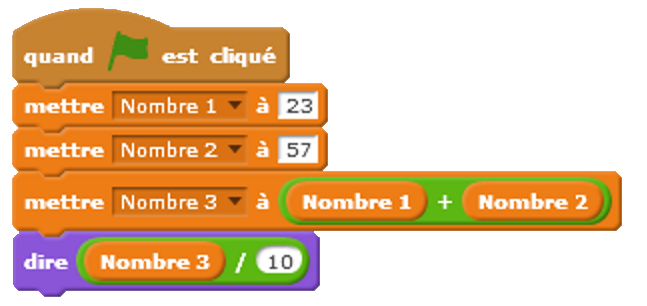 quand est cliqué
mettre Nombre 1 à 23
mettre Nombre 2 à 57
mettre Nombre 3 à Nombre 1 + Nombre 2
dire Nombre 3 / 10